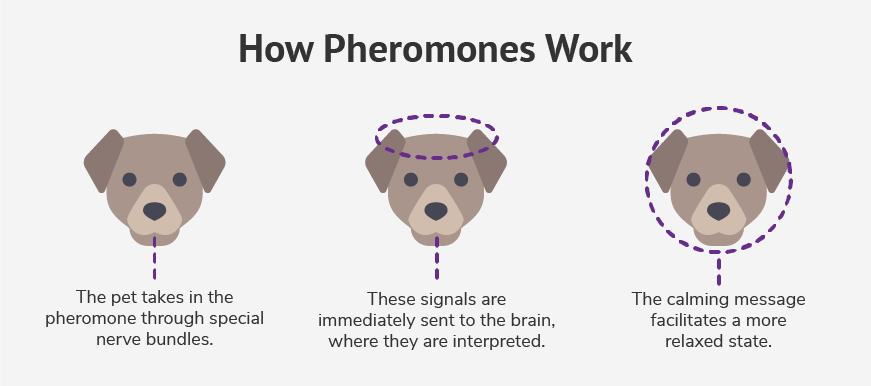 How Pheromones Work
The pet takes in the
pheromone through special
nerve bundles.
These signals are
immediately sent to the brain,
where they are interpreted.
The calming message
facilitates a more
relaxed state.